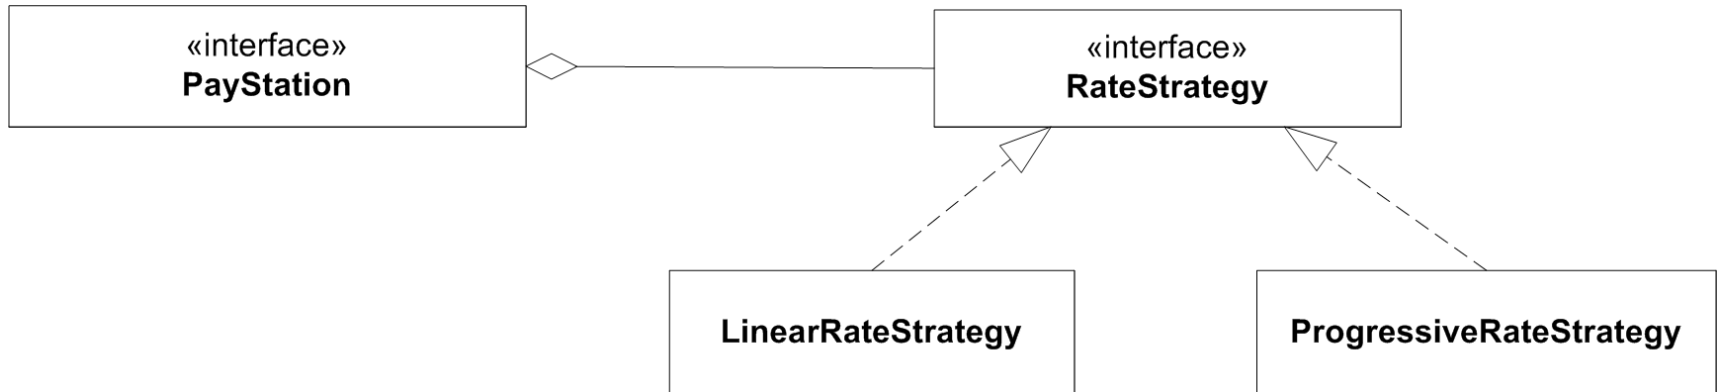 «interface»
PayStation
«interface»
RateStrategy
LinearRateStrategy
ProgressiveRateStrategy